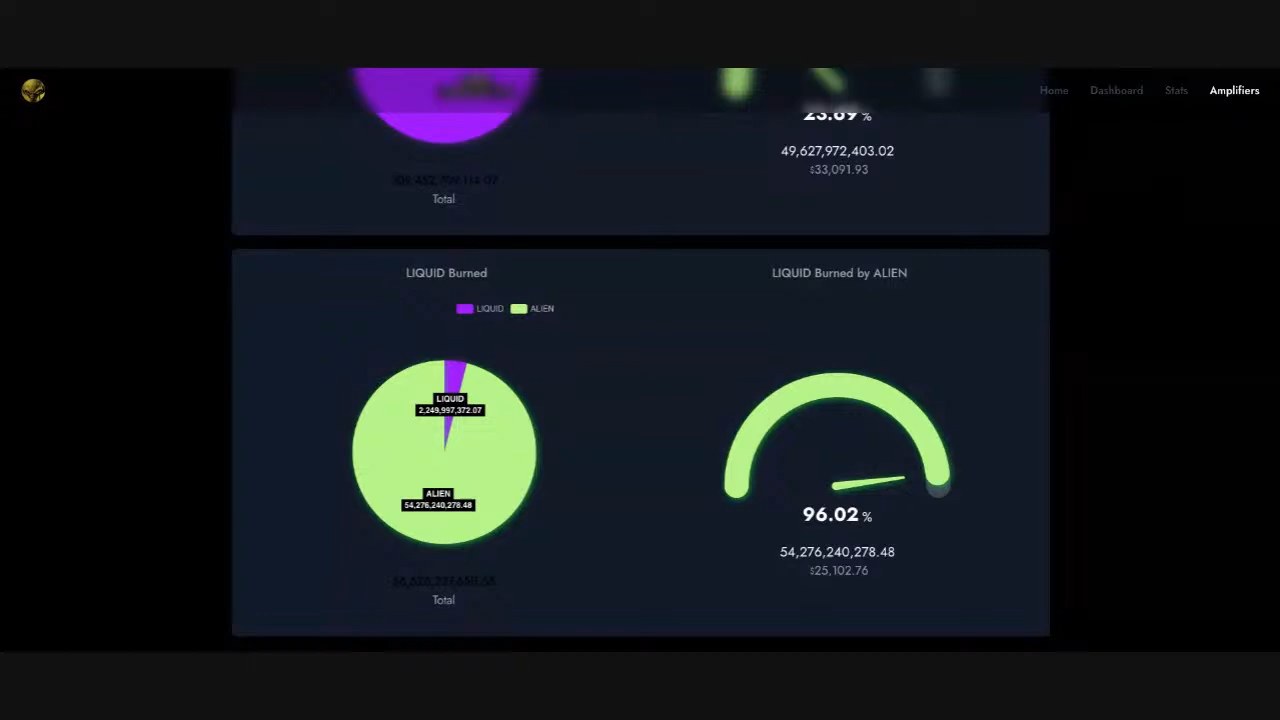 Home Dashboard Stats Amplifiers
23.69 %
49,627,972,403.02
$33,091.93
Total
LIQUID Burned
LIQUID ALIEN
LIQUID
2,249,997,372.07
ALIEN
54,276,240,278.48
Total
LIQUID Burned by ALIEN
96.02 %
54,276,240,278.48
$25,102.76